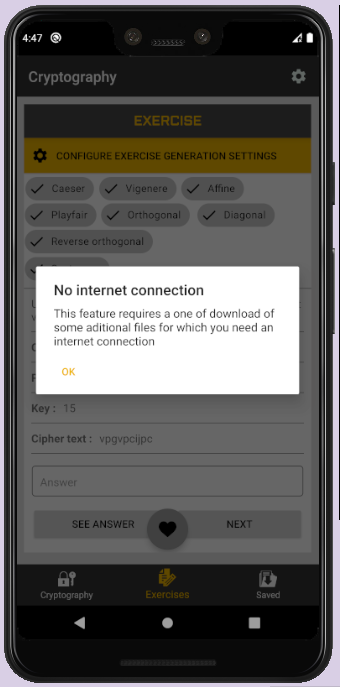 4:47
Cryptography
EXERCISE
CONFIGURE EXERCISE GENERATION SETTINGS
Caeser Vigenere Affine
Playfair Orthogonal Diagonal
Reverse orthogonal
No internet connection
This feature requires a one of download of
some aditional files for which you need an
internet connection
OK
Key : 15
Cipher text : vpgvpcijpc
Answer
SEE ANSWER NEXT
Cryptography Exercises Saved